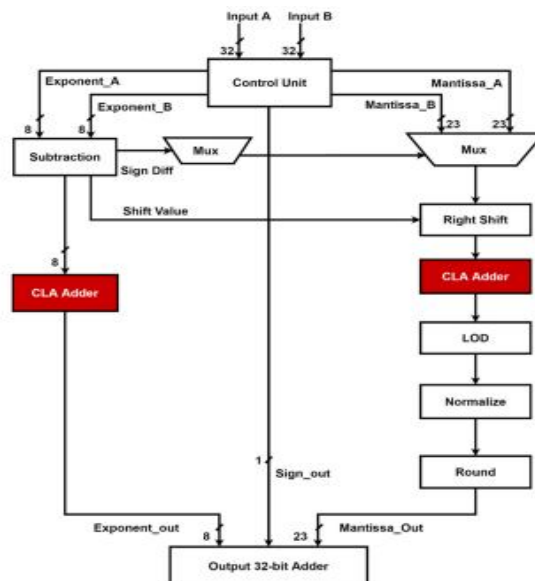 Input A Input B
32 32
Control Unit
Exponent_A
Exponent_B
Mantissa_A
Mantissa_B
8 8
23 23
Subtraction
Mux
Mux
Sign Diff
Shift Value
Right Shift
8
CLA Adder
CLA Adder
LOD
Normalize
1
Sign_out
Round
Exponent_out
8
23
Mantissa_Out
Output 32-bit Adder